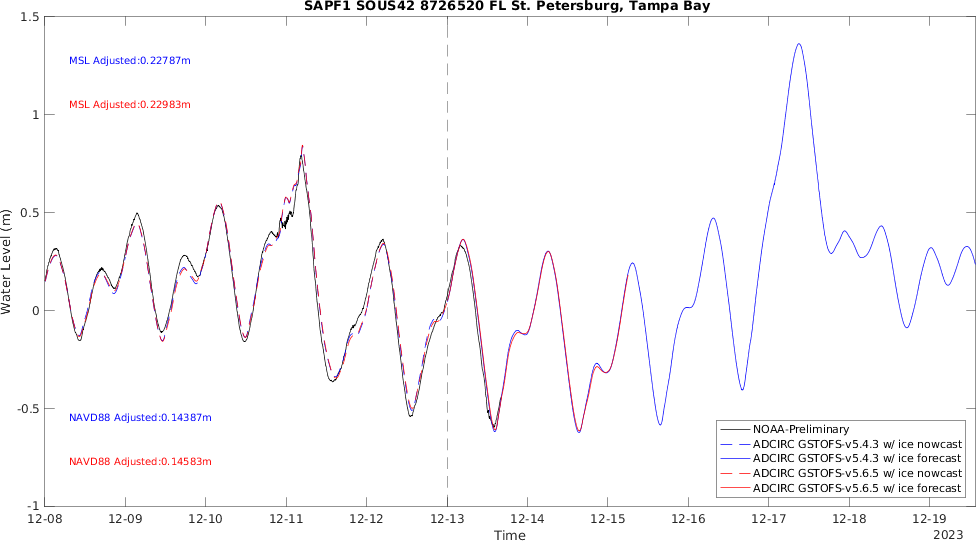 SAPF1 SOUS42 8726520 FL St. Petersburg, Tampa Bay
1.5
1
0.5
0
-0.5
-1
Water Level (m)
MSL Adjusted:0.22787m
MSL Adjusted:0.22983m
NAVD88 Adjusted:0.14387m
NAVD88 Adjusted:0.14583m
NOAA-Preliminary
ADCIRC GSTOFS-v5.4.3 w/ ice nowcast
ADCIRC GSTOFS-v5.4.3 w/ ice forecast
ADCIRC GSTOFS-v5.6.5 w/ ice nowcast
ADCIRC GSTOFS-v5.6.5 w/ ice forecast
12-08 12-09 12-10 12-11 12-12 12-13 12-14 12-15 12-16 12-17 12-18 12-19
Time
2023